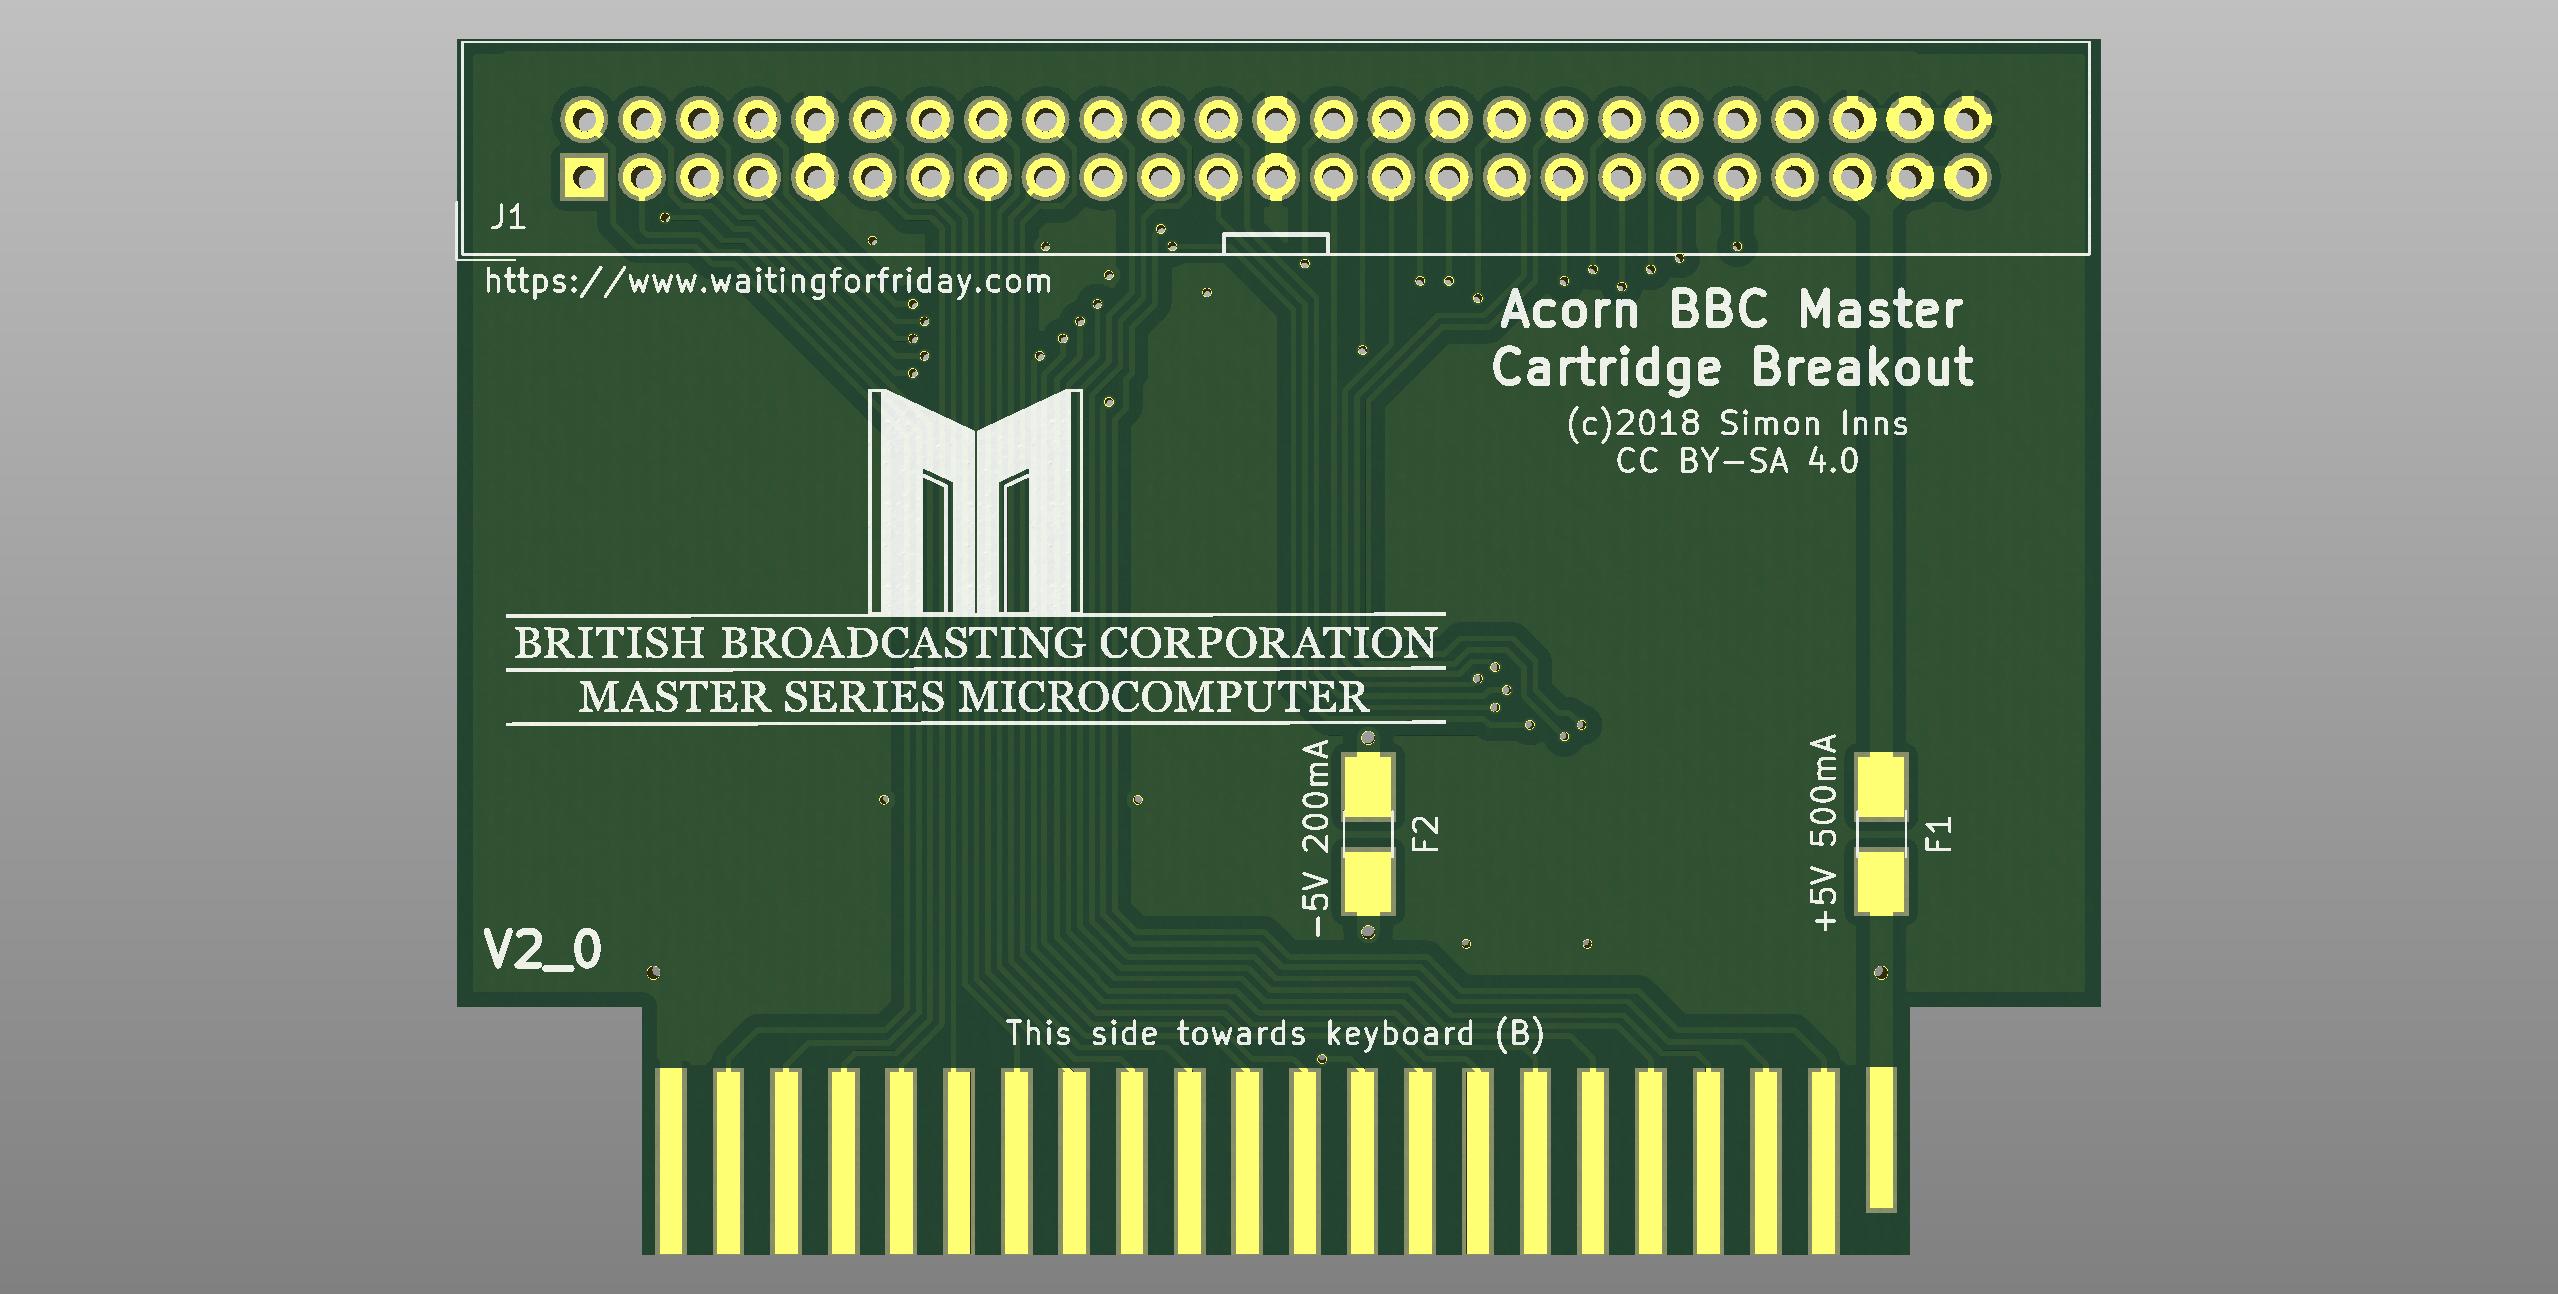 J1
https://www.waitingforfriday.com
Acorn BBC Master
Cartridge Breakout
(c)2018 Simon Inns
CC BY-SA 4.0
BRITISH BROADCASTING CORPORATION
MASTER SERIES MICROCOMPUTER
-5V 200mA
F2
+5V 500mA
F1
V2_0
This side towards keyboard (B)